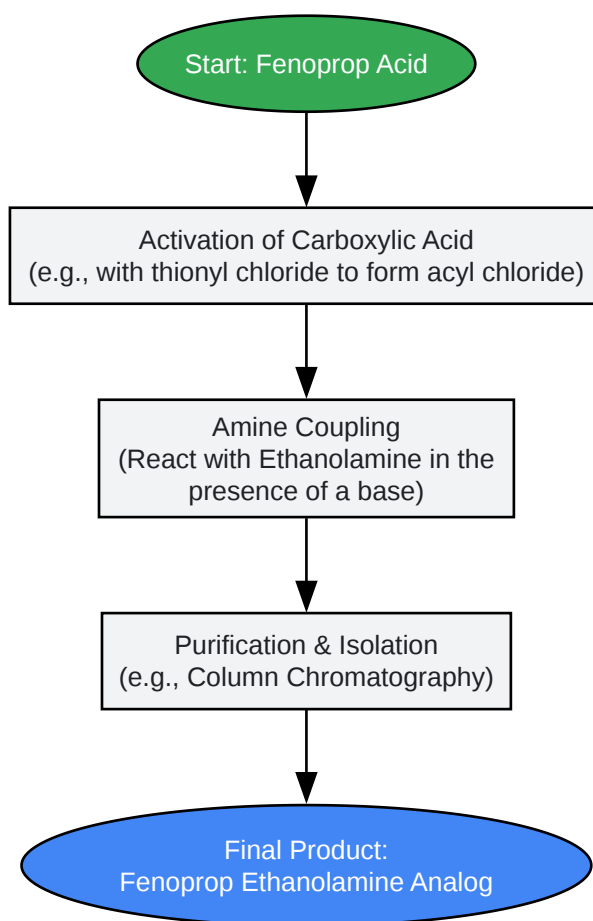 Start: Fenoprop Acid
Activation of Carboxylic Acid
(e.g., with thionyl chloride to form acyl chloride)
Amine Coupling
(React with Ethanolamine in the
presence of a base)
Purification & Isolation
(e.g., Column Chromatography)
Final Product:
Fenoprop Ethanolamine Analog